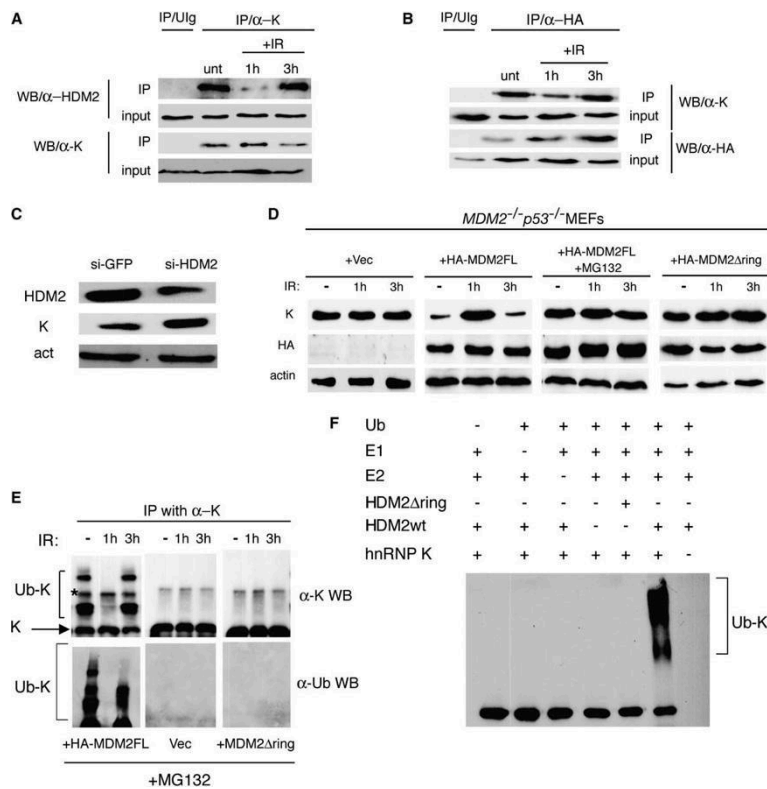 A
IP/UIg IP/α–K
+IR
unt 1h 3h
WB/α–HDM2
IP
input
WB/α-K
IP
input
B
IP/UIg IP/α–HA
+IR
unt 1h 3h
IP
input
WB/α-K
IP
input
WB/α-HA
C
si-GFP si-HDM2
HDM2
K
act
D
MDM2-/-p53-/-MEFs
+Vec +HA-MDM2FL +HA-MDM2FL +MG132 +HA-MDM2Δring
IR: - 1h 3h - 1h 3h - 1h 3h - 1h 3h
K
HA
actin
E
IP with α–K
IR: - 1h 3h - 1h 3h - 1h 3h
Ub-K
*
α-K WB
K
Ub-K
α-Ub WB
+HA-MDM2FL Vec +MDM2Δring
+MG132
F
Ub - + + + + + +
E1 + - + + + + +
E2 + + - + + + +
HDM2Δring - - - - + - -
HDM2wt + + + - - + +
hnRNP K + + + + + + -
Ub-K